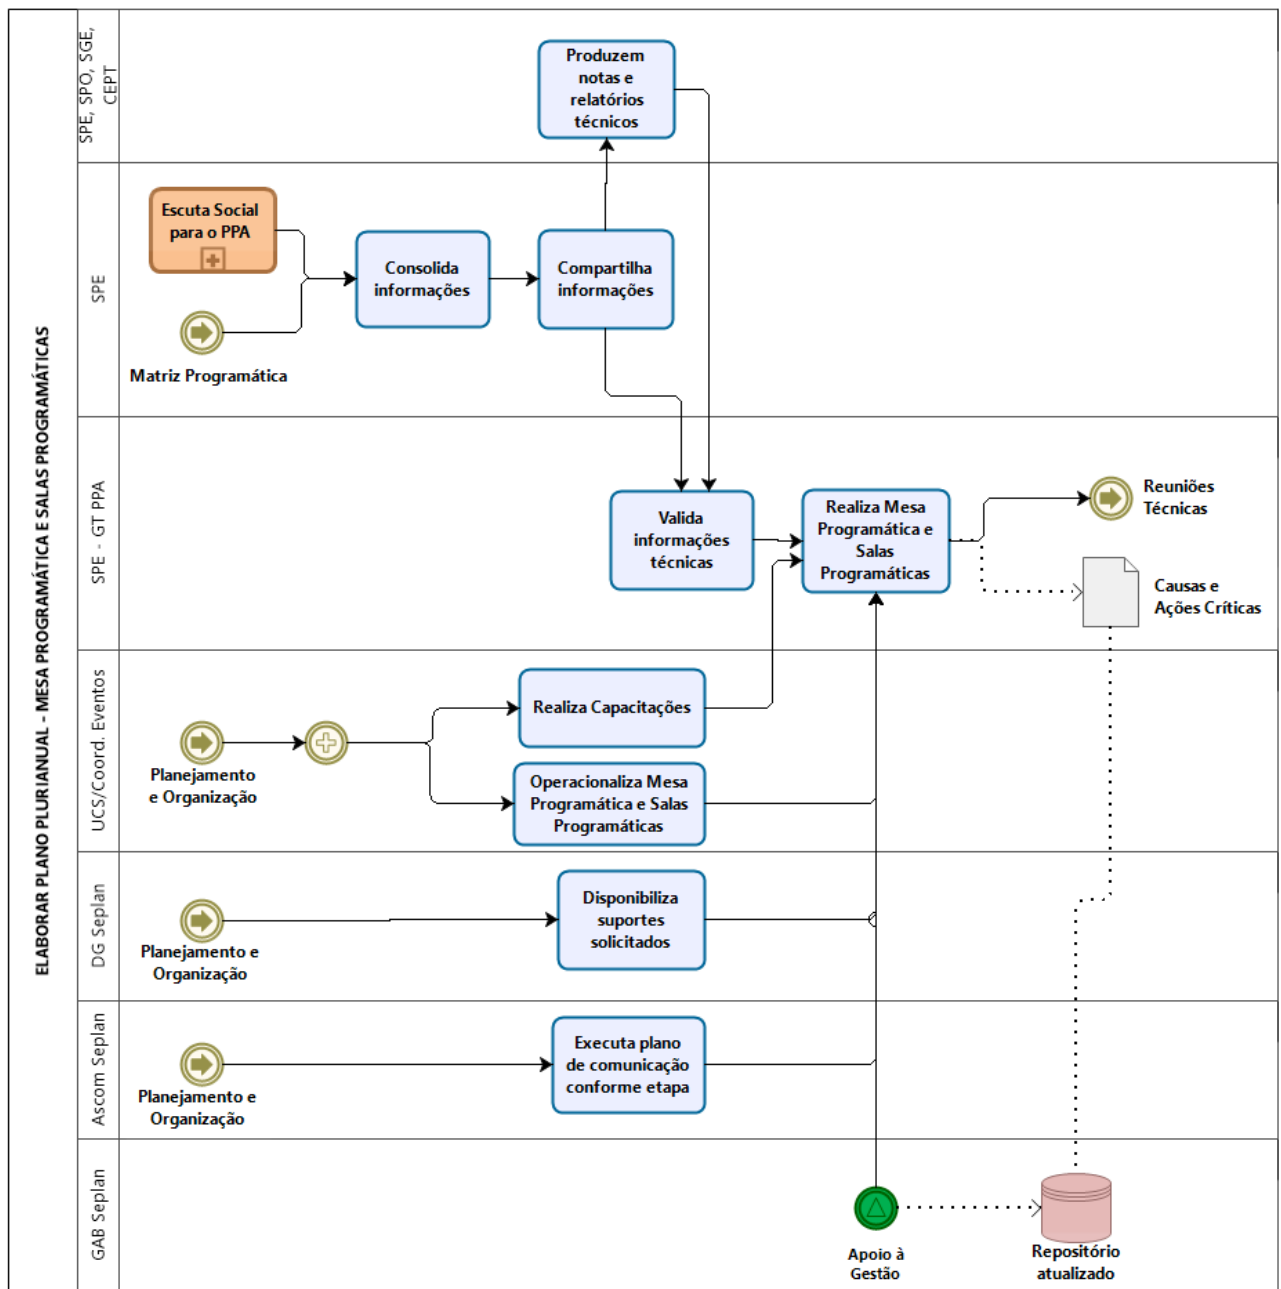 ELABORAR PLANO PLURIANUAL - MESA PROGRAMÁTICA E SALAS PROGRAMÁTICAS
SPE, SPO, SGE,
CEPT
Produzem
notas e
relatórios
técnicos
SPE
Escuta Social
para o PPA
Consolida
informações
Compartilha
informações
Matriz Programática
SPE - GT PPA
Valida
informações
técnicas
Realiza Mesa
Programática e
Salas
Programáticas
Reuniões
Técnicas
Causas e
Ações Críticas
UCS/Coord. Eventos
Planejamento
e Organização
Realiza Capacitações
Operacionaliza Mesa
Programática e Salas
Programáticas
DG Seplan
Planejamento e
Organização
Disponibiliza
suportes
solicitados
Ascom Seplan
Planejamento e
Organização
Executa plano
de comunicação
conforme etapa
GAB Seplan
Apoio à
Gestão
Repositório
atualizado